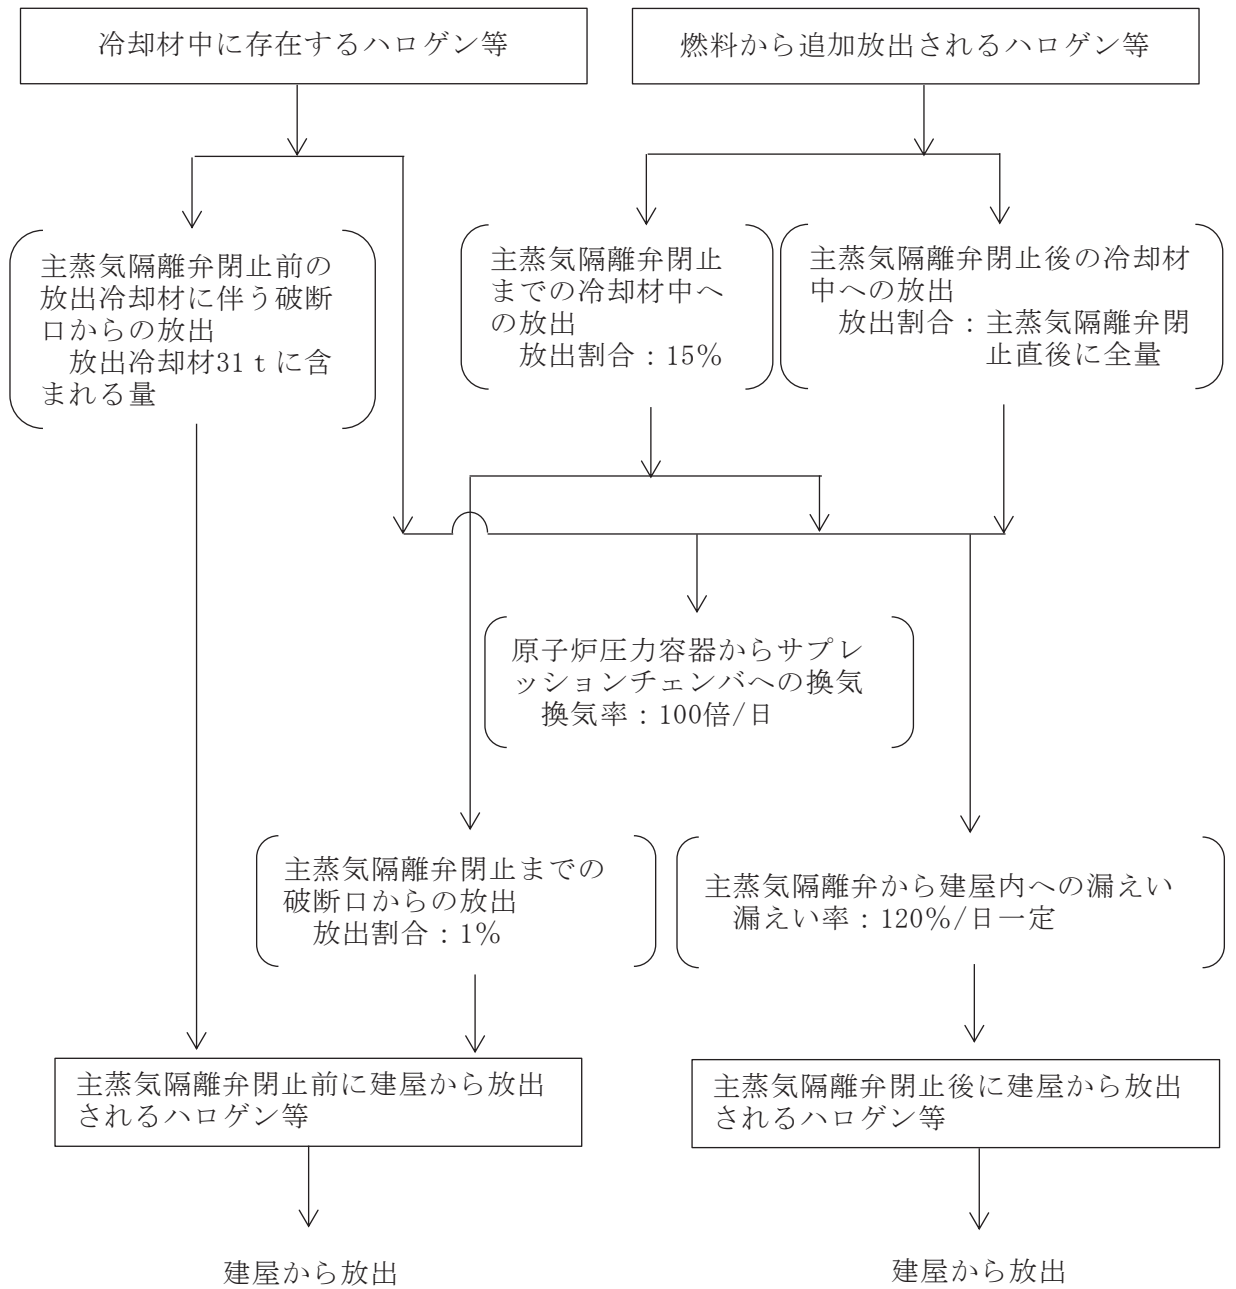 冷却材中に存在するハロゲン等
燃料から追加放出されるハロゲン等
主蒸気隔離弁閉止前の
放出冷却材に伴う破断
口からの放出
放出冷却材31ｔに含
まれる量
主蒸気隔離弁閉止
までの冷却材中へ
の放出
放出割合：15%
主蒸気隔離弁閉止後の冷却材
中への放出
放出割合：主蒸気隔離弁閉
止直後に全量
原子炉圧力容器からサプレ
ッションチェンバへの換気
換気率：100倍/日
主蒸気隔離弁閉止までの
破断口からの放出
放出割合：1%
主蒸気隔離弁から建屋内への漏えい
漏えい率：120%/日一定
主蒸気隔離弁閉止前に建屋から放出
されるハロゲン等
主蒸気隔離弁閉止後に建屋から放出
されるハロゲン等
建屋から放出
建屋から放出